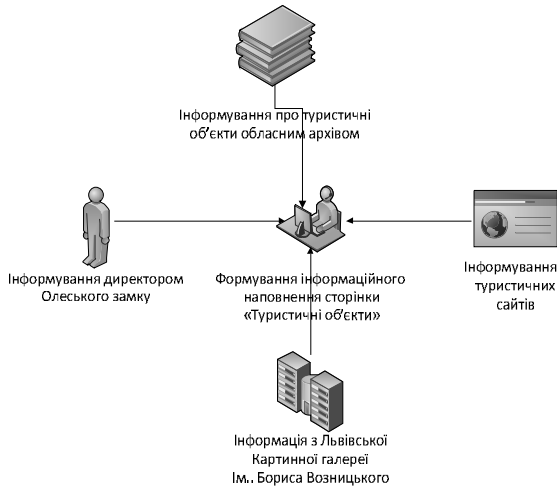 Інформування про туристичні
об’єкти обласним архівом
Інформування директором
Олеського замку
Формування інформаційного
наповнення сторінки
«Туристичні об’єкти»
Інформування
туристичних
сайтів
Інформація з Львівської
Картинної галереї
Ім.. Бориса Возницького